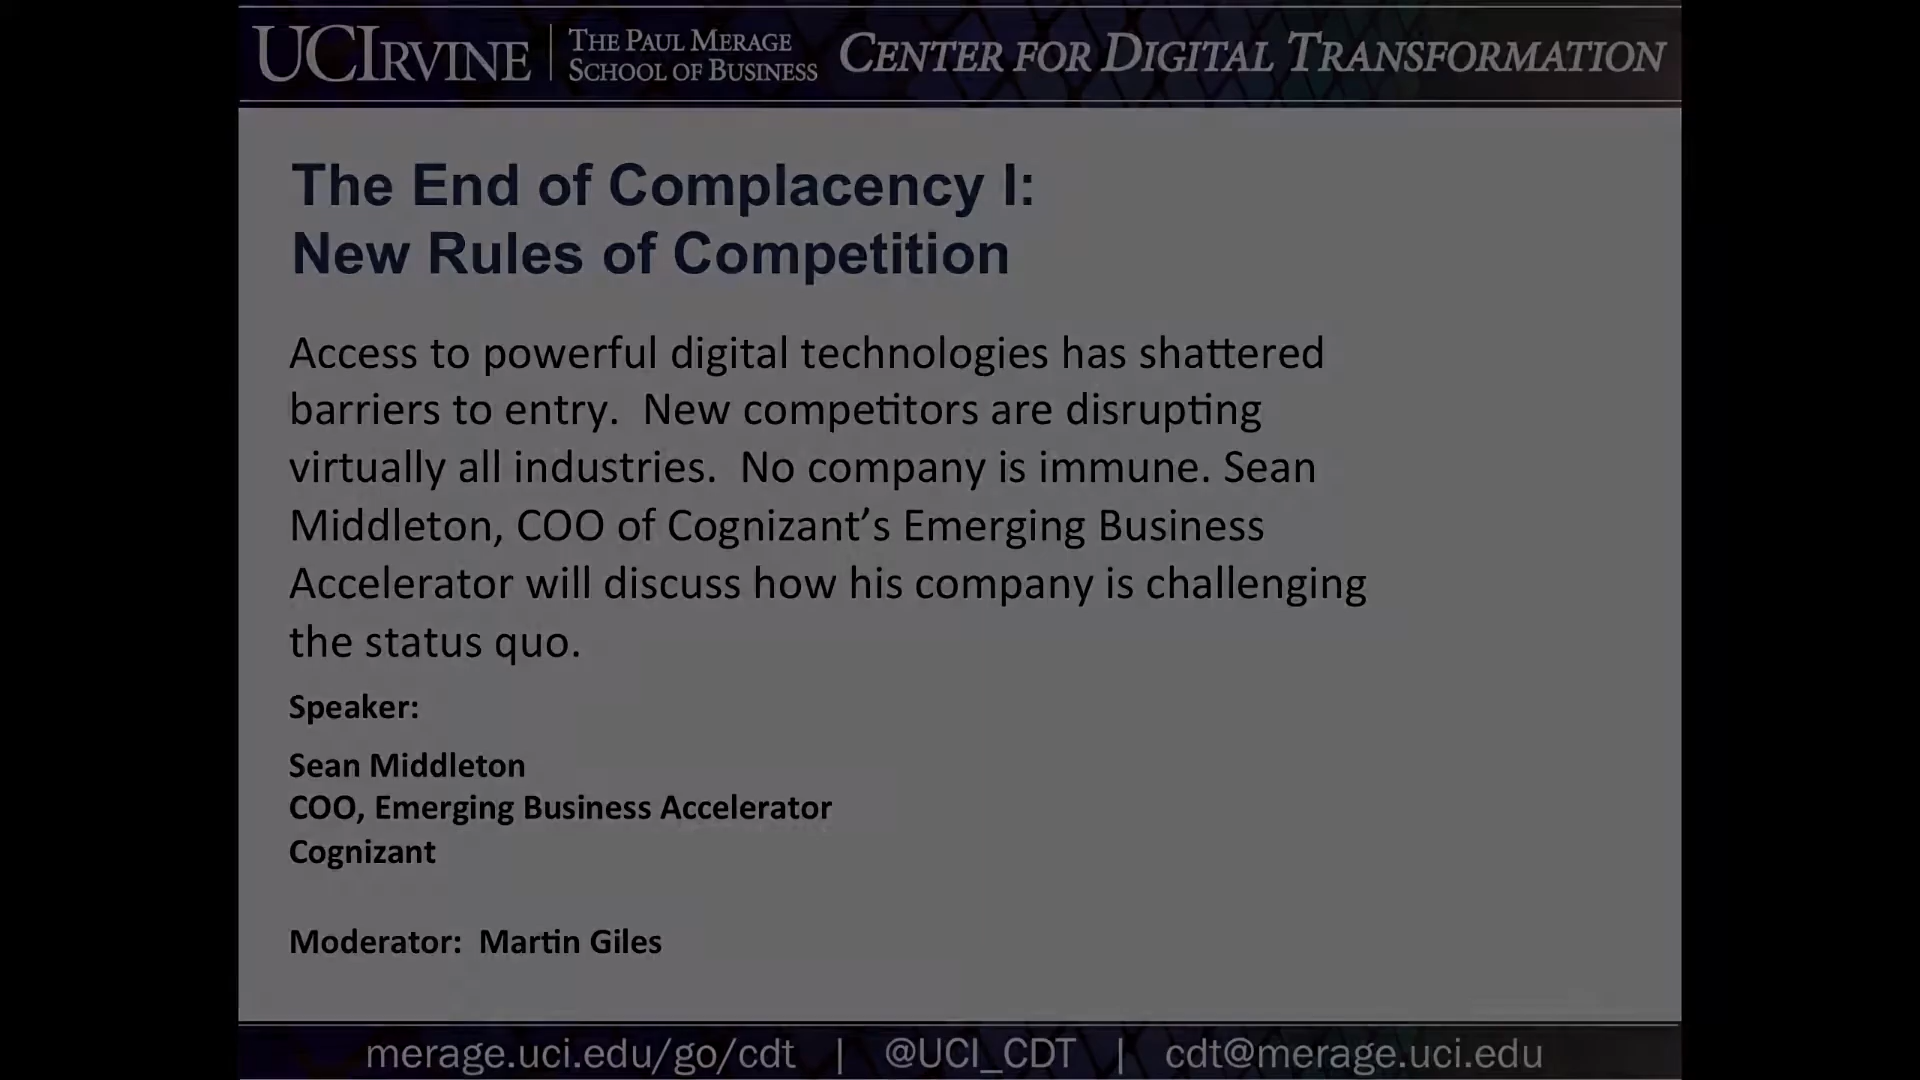 UCIRVINE | THE PAUL MERAGE SCHOOL OF BUSINESS CENTER FOR DIGITAL TRANSFORMATION
The End of Complacency I:
New Rules of Competition
Access to powerful digital technologies has shattered
barriers to entry.  New competitors are disrupting
virtually all industries.  No company is immune. Sean
Middleton, COO of Cognizant’s Emerging Business
Accelerator will discuss how his company is challenging
the status quo.
Speaker:
Sean Middleton
COO, Emerging Business Accelerator
Cognizant
Moderator:  Martin Giles
merage.uci.edu/go/cdt | @UCI_CDT | cdt@merage.uci.edu